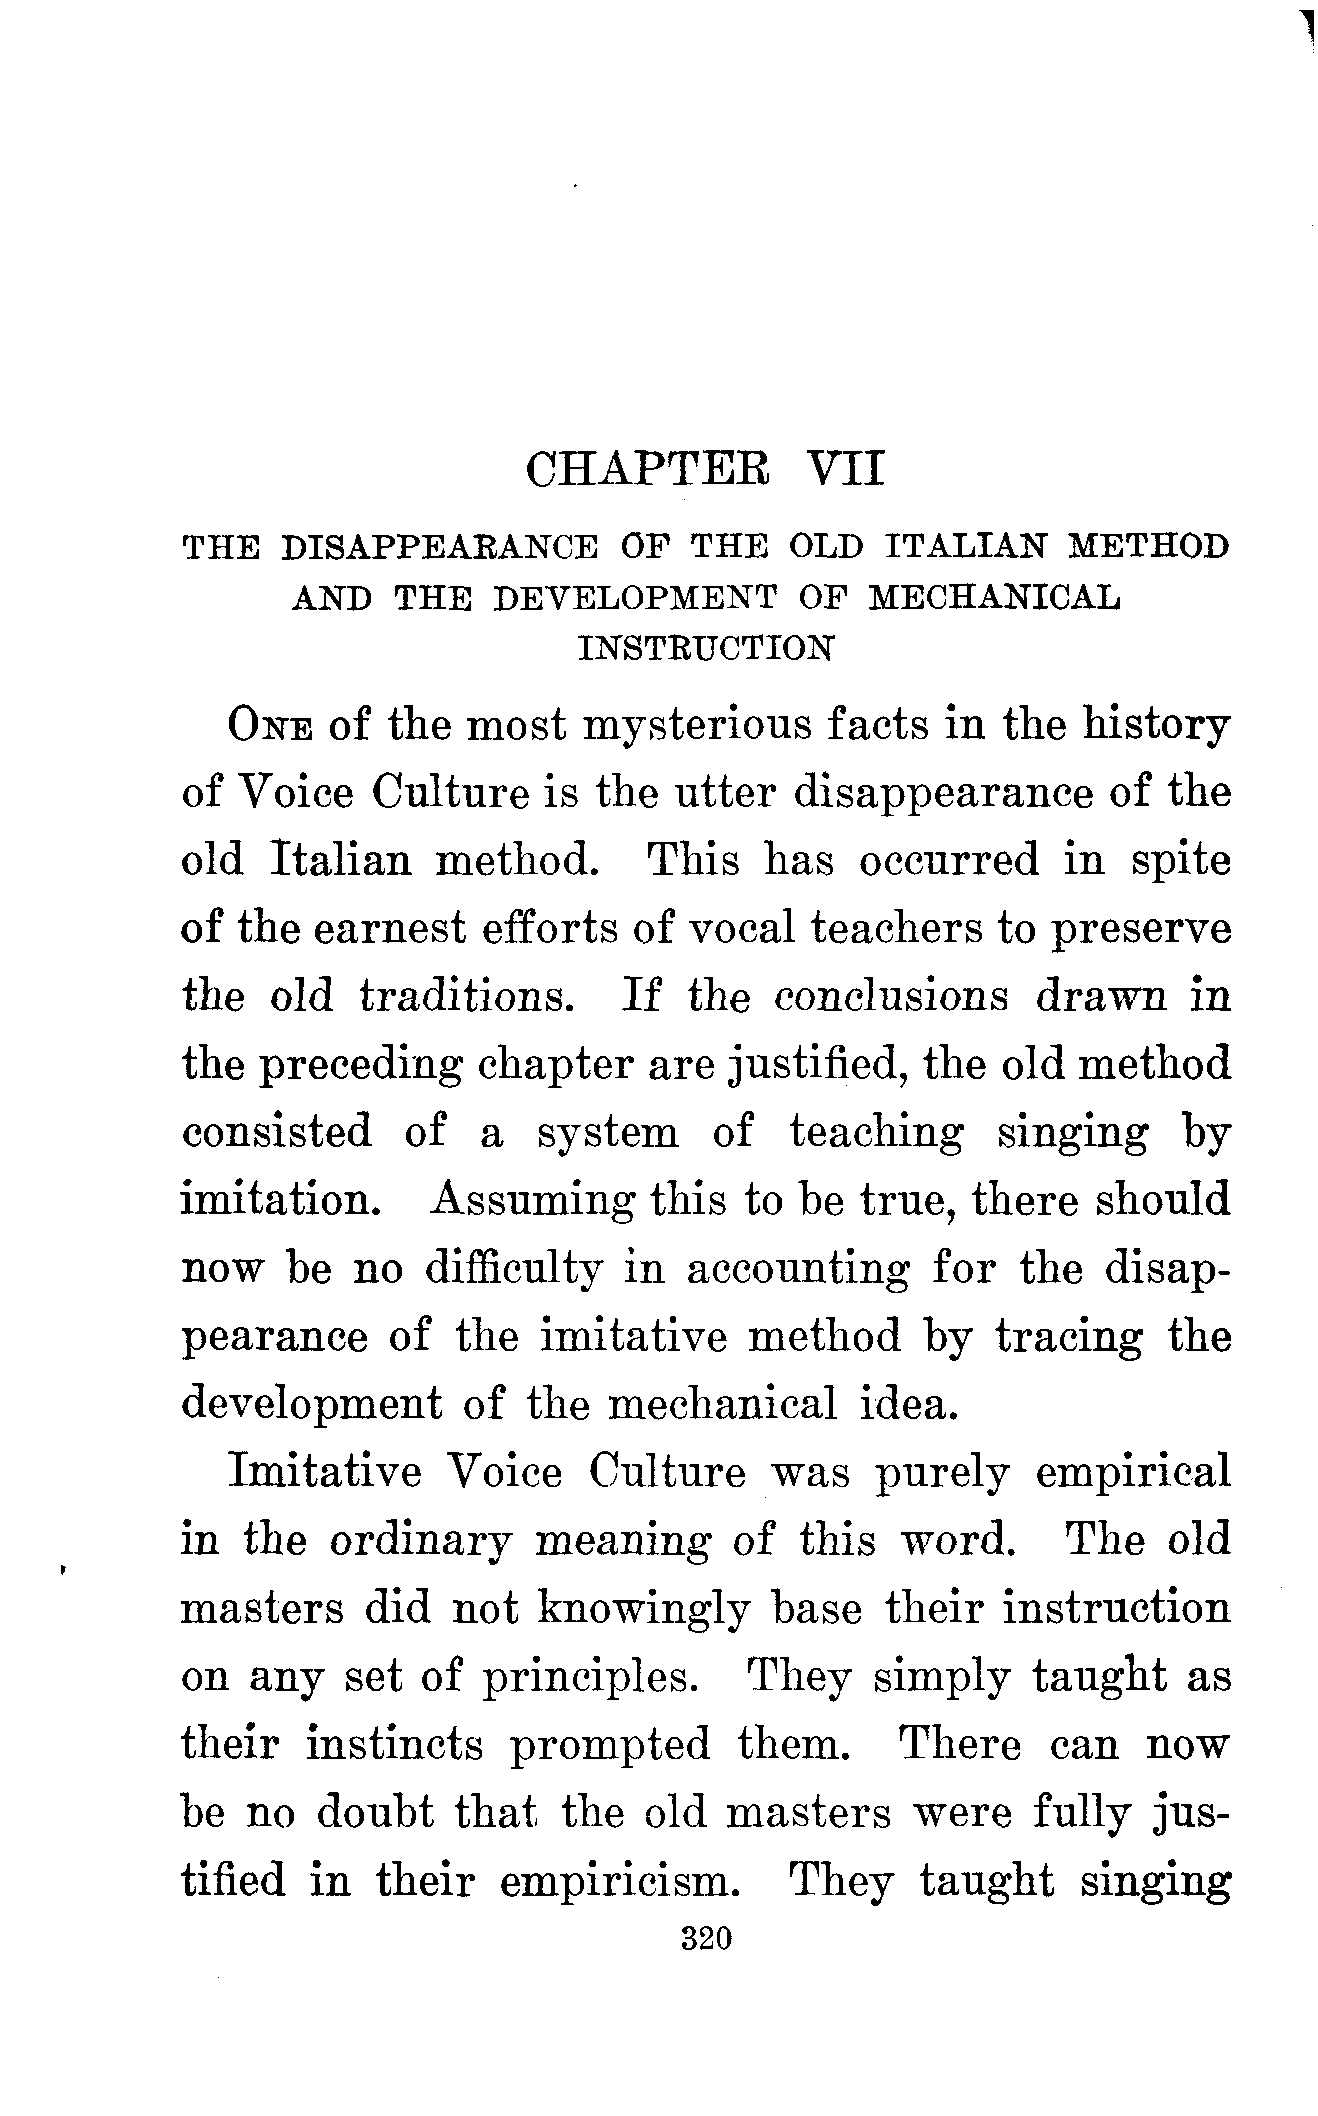 CHAPTER VII
THE DISAPPEARANCE OF THE OLD ITALIAN METHOD
AND THE DEVELOPMENT OF MECHANICAL
INSTRUCTION
ONE of the most mysterious facts in the history
of Voice Culture is the utter disappearance of the
old Italian method. This has occurred in spite
of the earnest efforts of vocal teachers to preserve
the old traditions. If the conclusions drawn in
the preceding chapter are justified, the old method
consisted of a system of teaching singing by
imitation. Assuming this to be true, there should
now be no difficulty in accounting for the disap-
pearance of the imitative method by tracing the
development of the mechanical idea.
Imitative Voice Culture was purely empirical
in the ordinary meaning of this word. The old
masters did not knowingly base their instruction
on any set of principles. They simply taught as
their instincts prompted them. There can now
be no doubt that the old masters were fully jus-
tified in their empiricism. They taught singing
320